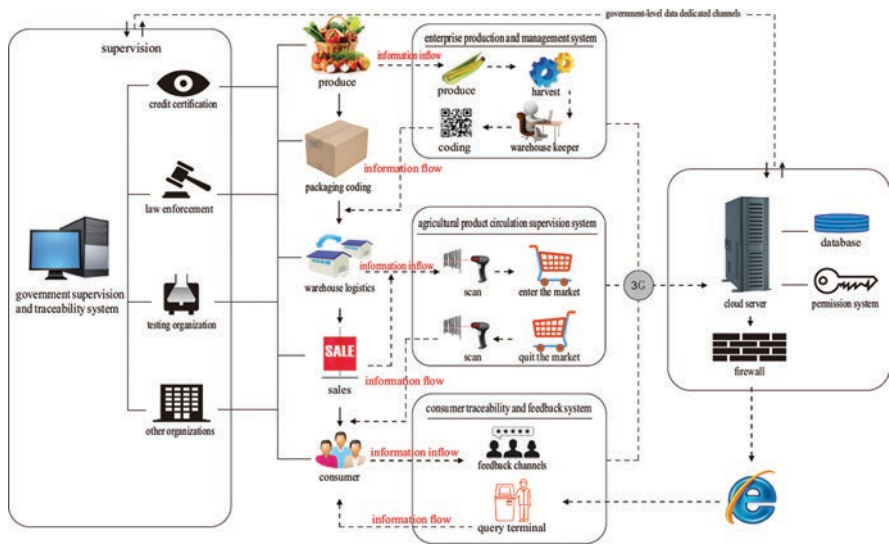 government-level data dedicated channels
supervision
credit certification
law enforcement
government supervision
and traceability system
testing organization
other organizations
produce
packaging coding
warehouse logistics
SALE
sales
consumer
information inflow
information flow
information inflow
information flow
information inflow
information flow
enterprise production and management system
produce
harvest
coding
warehouse keeper
agricultural product circulation supervision system
scan
enter the market
scan
quit the market
consumer traceability and feedback system
feedback channels
query terminal
3G
cloud server
database
permission system
firewall